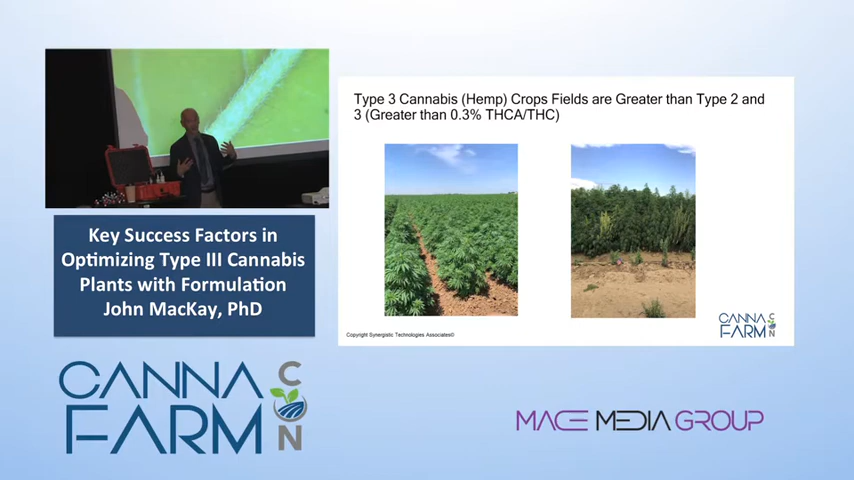 Type 3 Cannabis (Hemp) Crops Fields are Greater than Type 2 and
3 (Greater than 0.3% THCA/THC)
Key Success Factors in
Optimizing Type III Cannabis
Plants with Formulation
John MacKay, PhD
Copyright Synergistic Technologies Associates©
CANNA
FARM
CON
CANNA
FARM
CON
MACE MEDIA GROUP